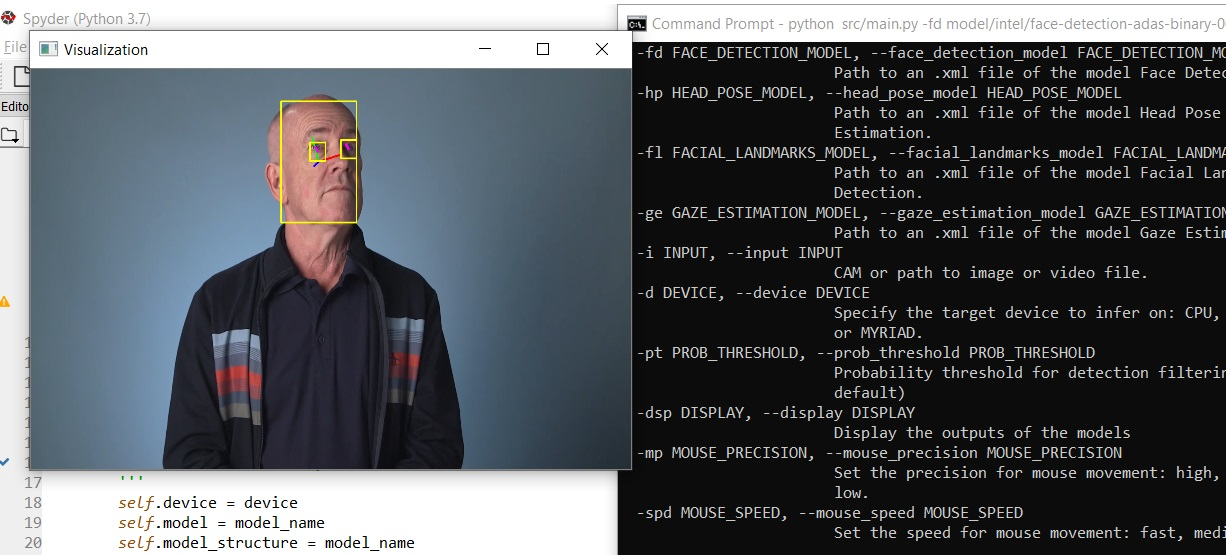 Spyder (Python 3.7)
File
Visualization
Edito
17 '''
18 self.device = device
19 self.model = model_name
20 self.model_structure = model_name
C:\.
Command Prompt - python src/main.py -fd model/intel/face-detection-adas-binary-0
-fd FACE_DETECTION_MODEL, --face_detection_model FACE_DETECTION_MO
Path to an .xml file of the model Face Detec
-hp HEAD_POSE_MODEL, --head_pose_model HEAD_POSE_MODEL
Path to an .xml file of the model Head Pose
Estimation.
-fl FACIAL_LANDMARKS_MODEL, --facial_landmarks_model FACIAL_LANDMA
Path to an .xml file of the model Facial Lan
Detection.
-ge GAZE_ESTIMATION_MODEL, --gaze_estimation_model GAZE_ESTIMATION
Path to an .xml file of the model Gaze Estim
-i INPUT, --input INPUT
CAM or path to image or video file.
-d DEVICE, --device DEVICE
Specify the target device to infer on: CPU,
or MYRIAD.
-pt PROB_THRESHOLD, --prob_threshold PROB_THRESHOLD
Probability threshold for detection filterin
default)
-dsp DISPLAY, --display DISPLAY
Display the outputs of the models
-mp MOUSE_PRECISION, --mouse_precision MOUSE_PRECISION
Set the precision for mouse movement: high,
low.
-spd MOUSE_SPEED, --mouse_speed MOUSE_SPEED
Set the speed for mouse movement: fast, medi